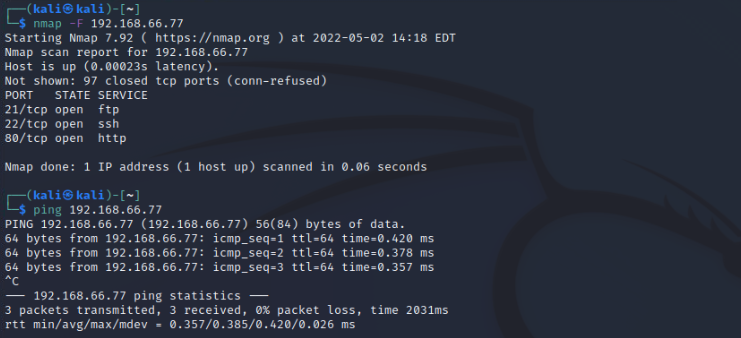 ┌──(kali㉿kali)-[~]
└─$ nmap -F 192.168.66.77
Starting Nmap 7.92 ( https://nmap.org ) at 2022-05-02 14:18 EDT
Nmap scan report for 192.168.66.77
Host is up (0.00023s latency).
Not shown: 97 closed tcp ports (conn-refused)
PORT   STATE SERVICE
21/tcp open  ftp
22/tcp open  ssh
80/tcp open  http
Nmap done: 1 IP address (1 host up) scanned in 0.06 seconds
┌──(kali㉿kali)-[~]
└─$ ping 192.168.66.77
PING 192.168.66.77 (192.168.66.77) 56(84) bytes of data.
64 bytes from 192.168.66.77: icmp_seq=1 ttl=64 time=0.420 ms
64 bytes from 192.168.66.77: icmp_seq=2 ttl=64 time=0.378 ms
64 bytes from 192.168.66.77: icmp_seq=3 ttl=64 time=0.357 ms
^C
--- 192.168.66.77 ping statistics ---
3 packets transmitted, 3 received, 0% packet loss, time 2031ms
rtt min/avg/max/mdev = 0.357/0.385/0.420/0.026 ms